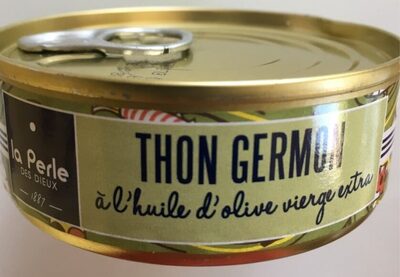 la Perle
DES DIEUX
1887
THON GERMON
à l'huile d'olive vierge extra